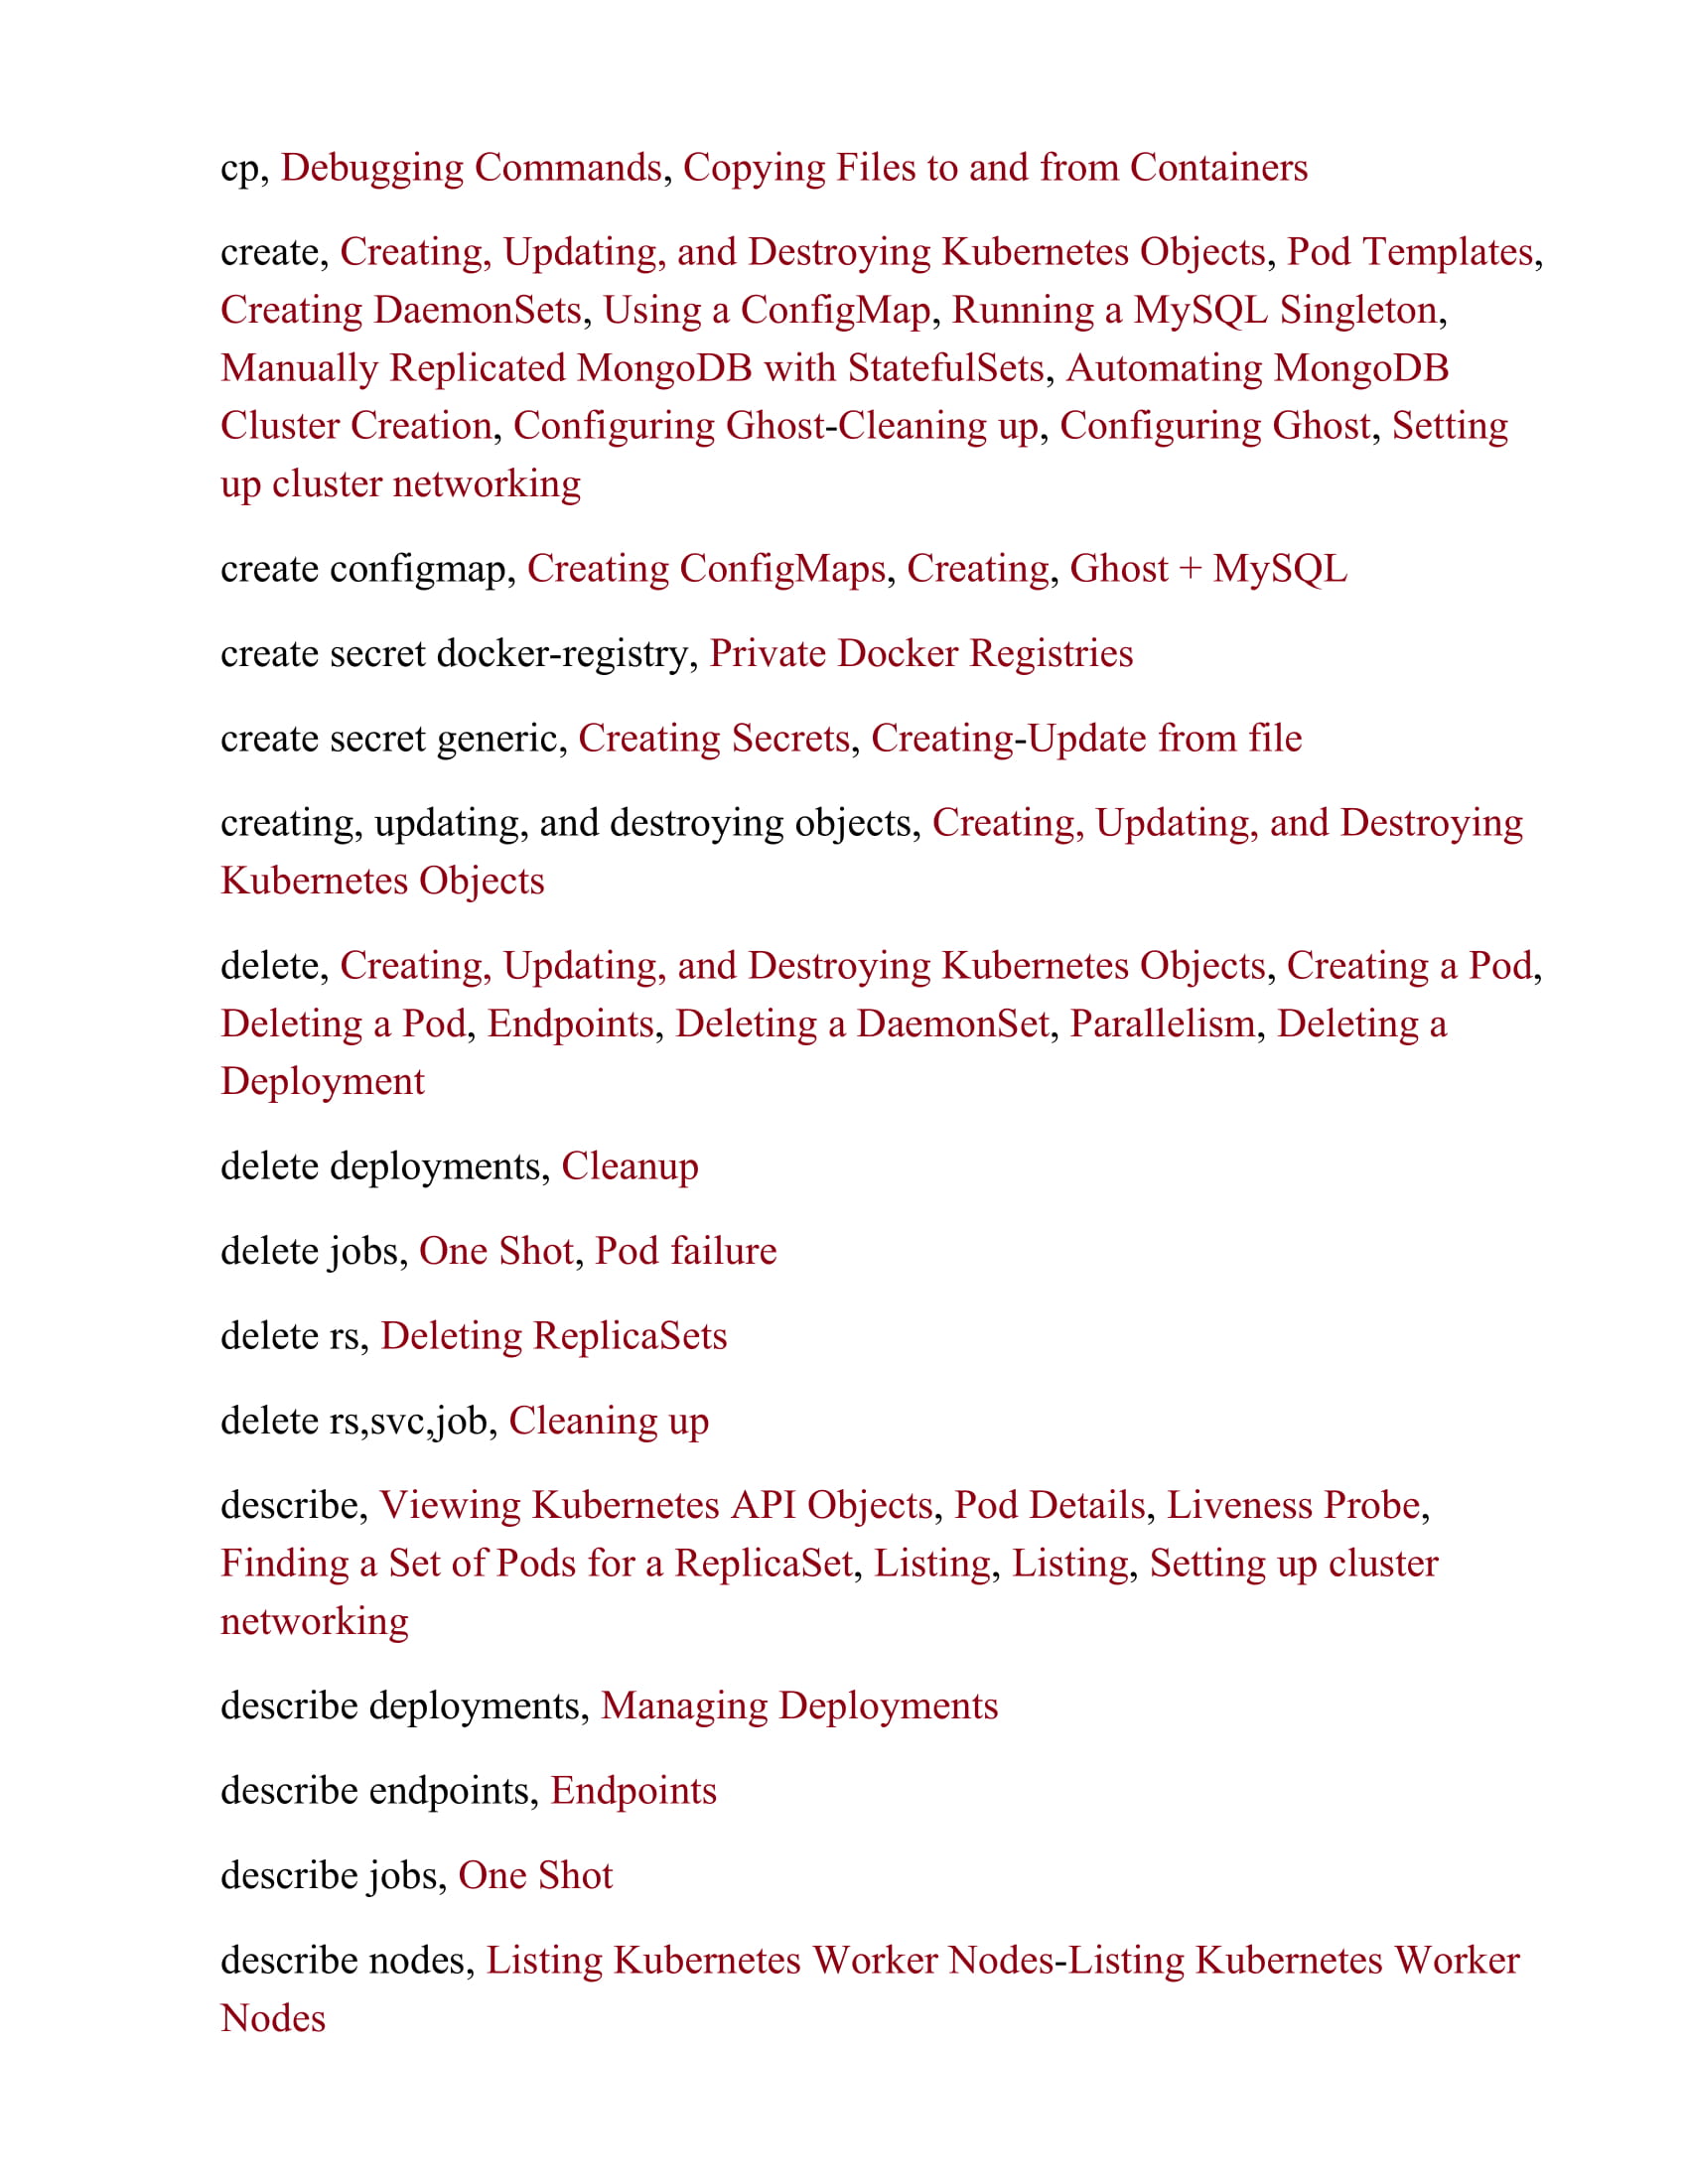 cp, Debugging Commands, Copying Files to and from Containers
create, Creating, Updating, and Destroying Kubernetes Objects, Pod Templates,
Creating DaemonSets, Using a ConfigMap, Running a MySQL Singleton,
Manually Replicated MongoDB with StatefulSets, Automating MongoDB
Cluster Creation, Configuring Ghost-Cleaning up, Configuring Ghost, Setting
up cluster networking
create configmap, Creating ConfigMaps, Creating, Ghost + MySQL
create secret docker-registry, Private Docker Registries
create secret generic, Creating Secrets, Creating-Update from file
creating, updating, and destroying objects, Creating, Updating, and Destroying
Kubernetes Objects
delete, Creating, Updating, and Destroying Kubernetes Objects, Creating a Pod,
Deleting a Pod, Endpoints, Deleting a DaemonSet, Parallelism, Deleting a
Deployment
delete deployments, Cleanup
delete jobs, One Shot, Pod failure
delete rs, Deleting ReplicaSets
delete rs,svc,job, Cleaning up
describe, Viewing Kubernetes API Objects, Pod Details, Liveness Probe,
Finding a Set of Pods for a ReplicaSet, Listing, Listing, Setting up cluster
networking
describe deployments, Managing Deployments
describe endpoints, Endpoints
describe jobs, One Shot
describe nodes, Listing Kubernetes Worker Nodes-Listing Kubernetes Worker
Nodes